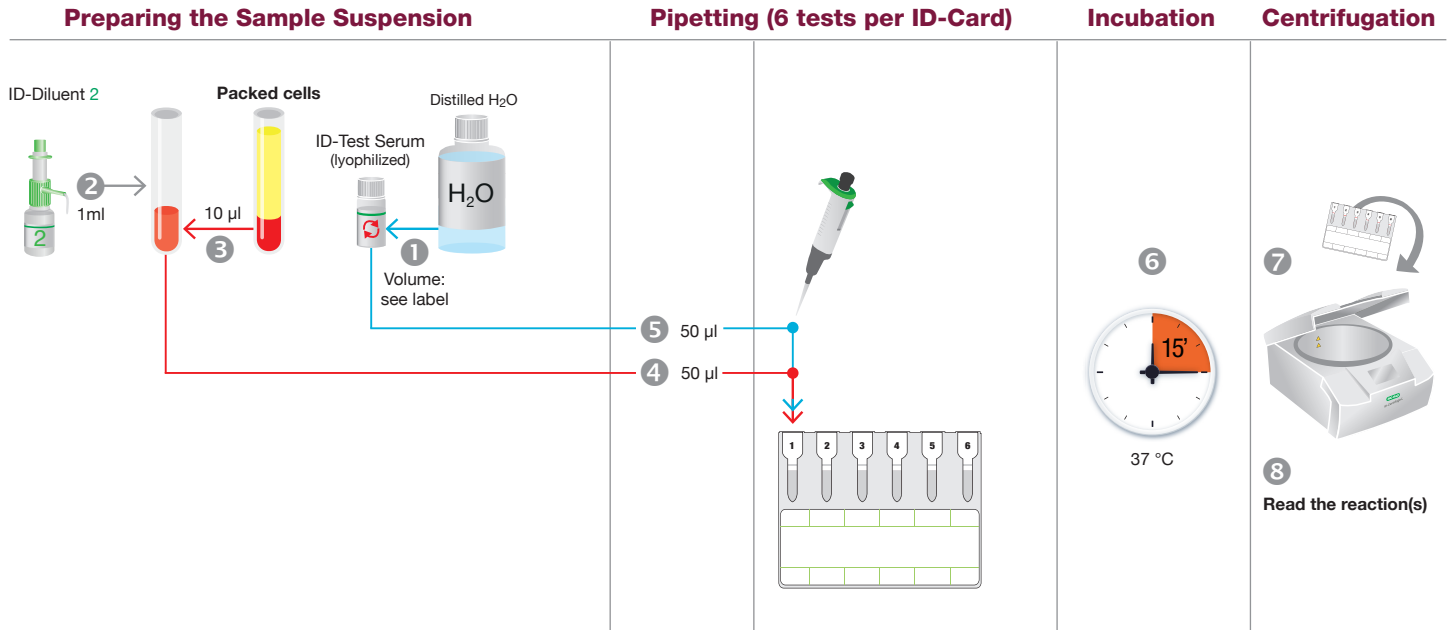 Preparing the Sample Suspension
Pipetting (6 tests per ID-Card)
Incubation
Centrifugation
ID-Diluent 2
Packed cells
Distilled H₂O
ID-Test Serum
(lyophilized)
H₂O
2
1ml
10 µl
3
1
2
Volume:
see label
5 50 µl
4 50 µl
1 2 3 4 5 6
6
15'
37 °C
7
8
Read the reaction(s)